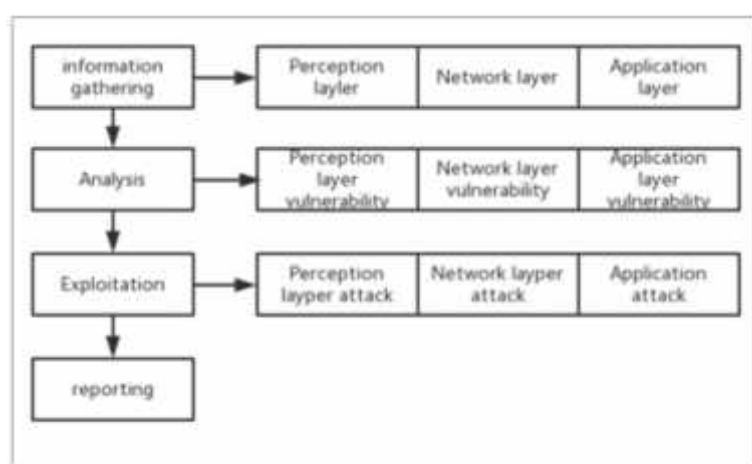 information
gathering
Perception
layler
Network layer
Application
layer
Analysis
Perception
layer
vulnerability
Network layer
vulnerability
Application
layer
vulnerability
Exploitation
Perception
layper attack
Network layper
attack
Application
attack
reporting